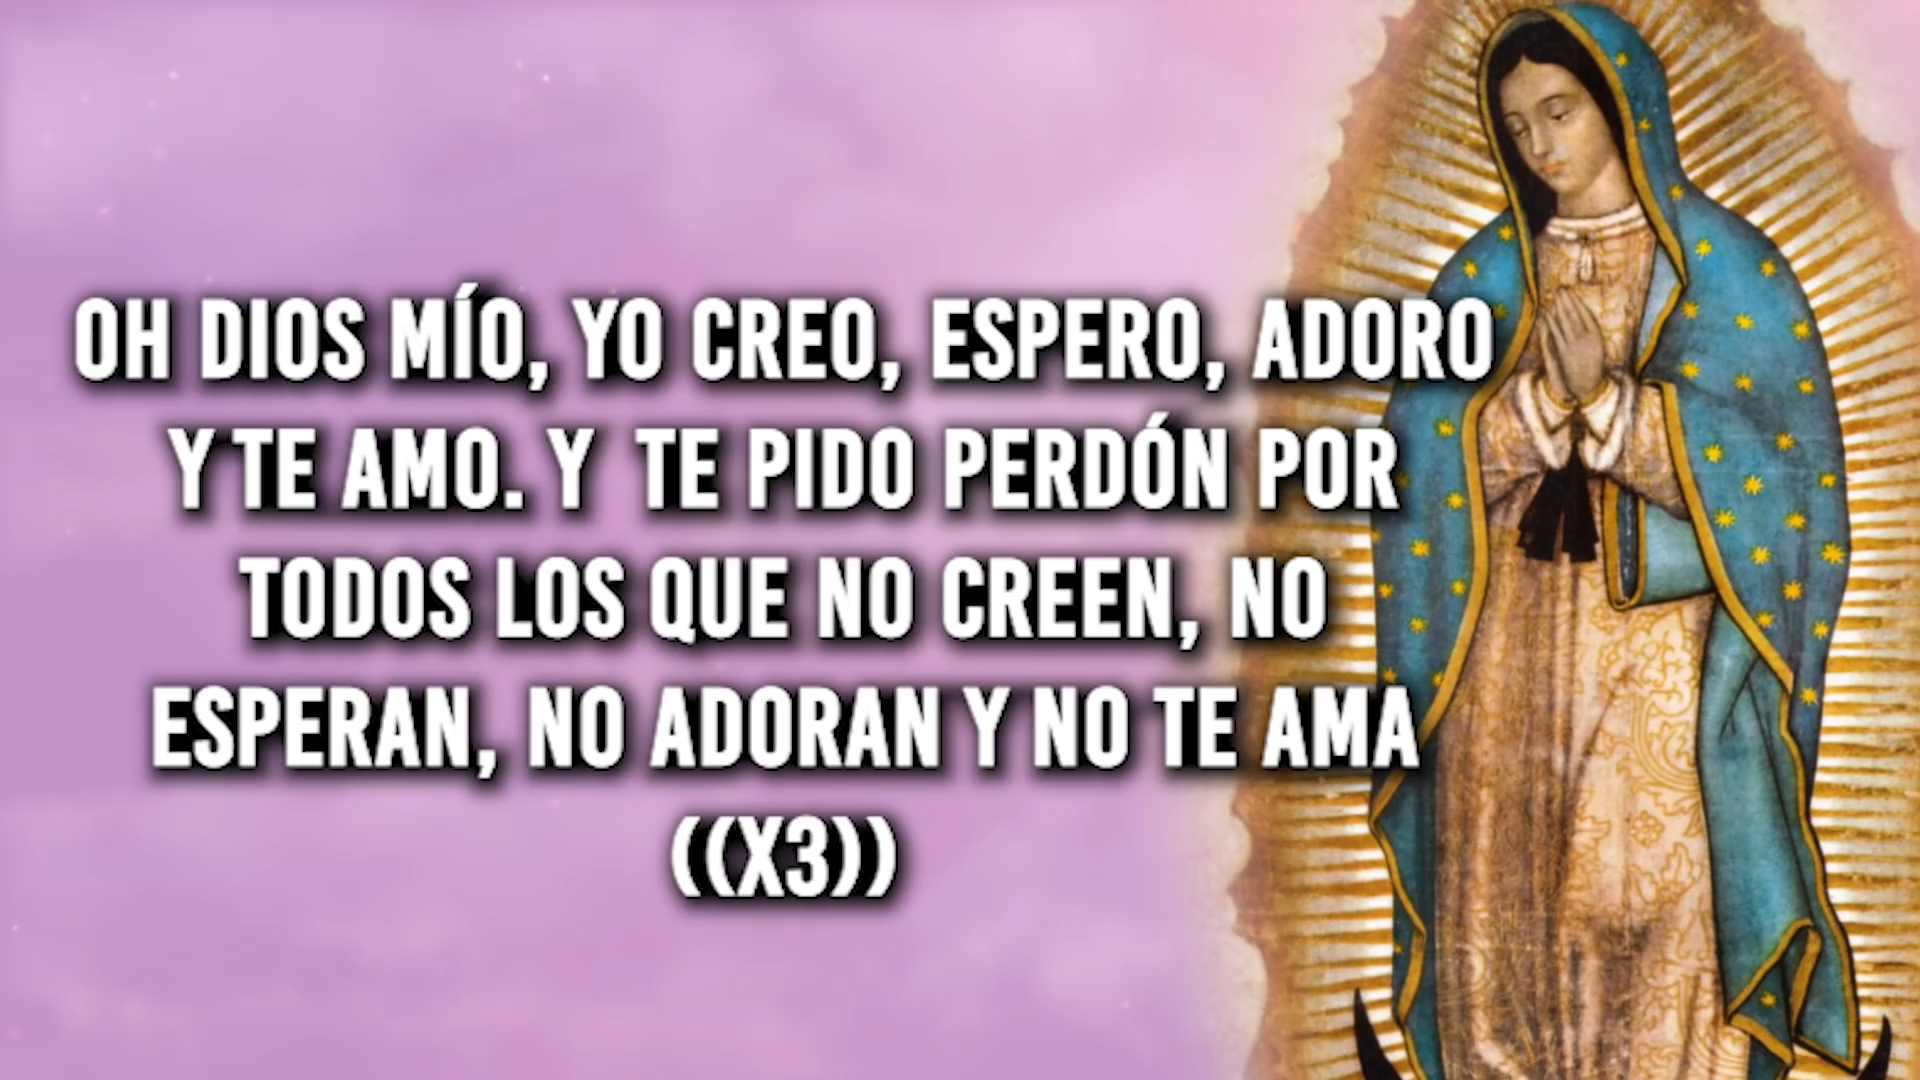 OH DIOS MÍO, YO CREO, ESPERO, ADORO
Y TE AMO. Y TE PIDO PERDÓN POR
TODOS LOS QUE NO CREEN, NO
ESPERAN, NO ADORAN Y NO TE AMA
((X3))